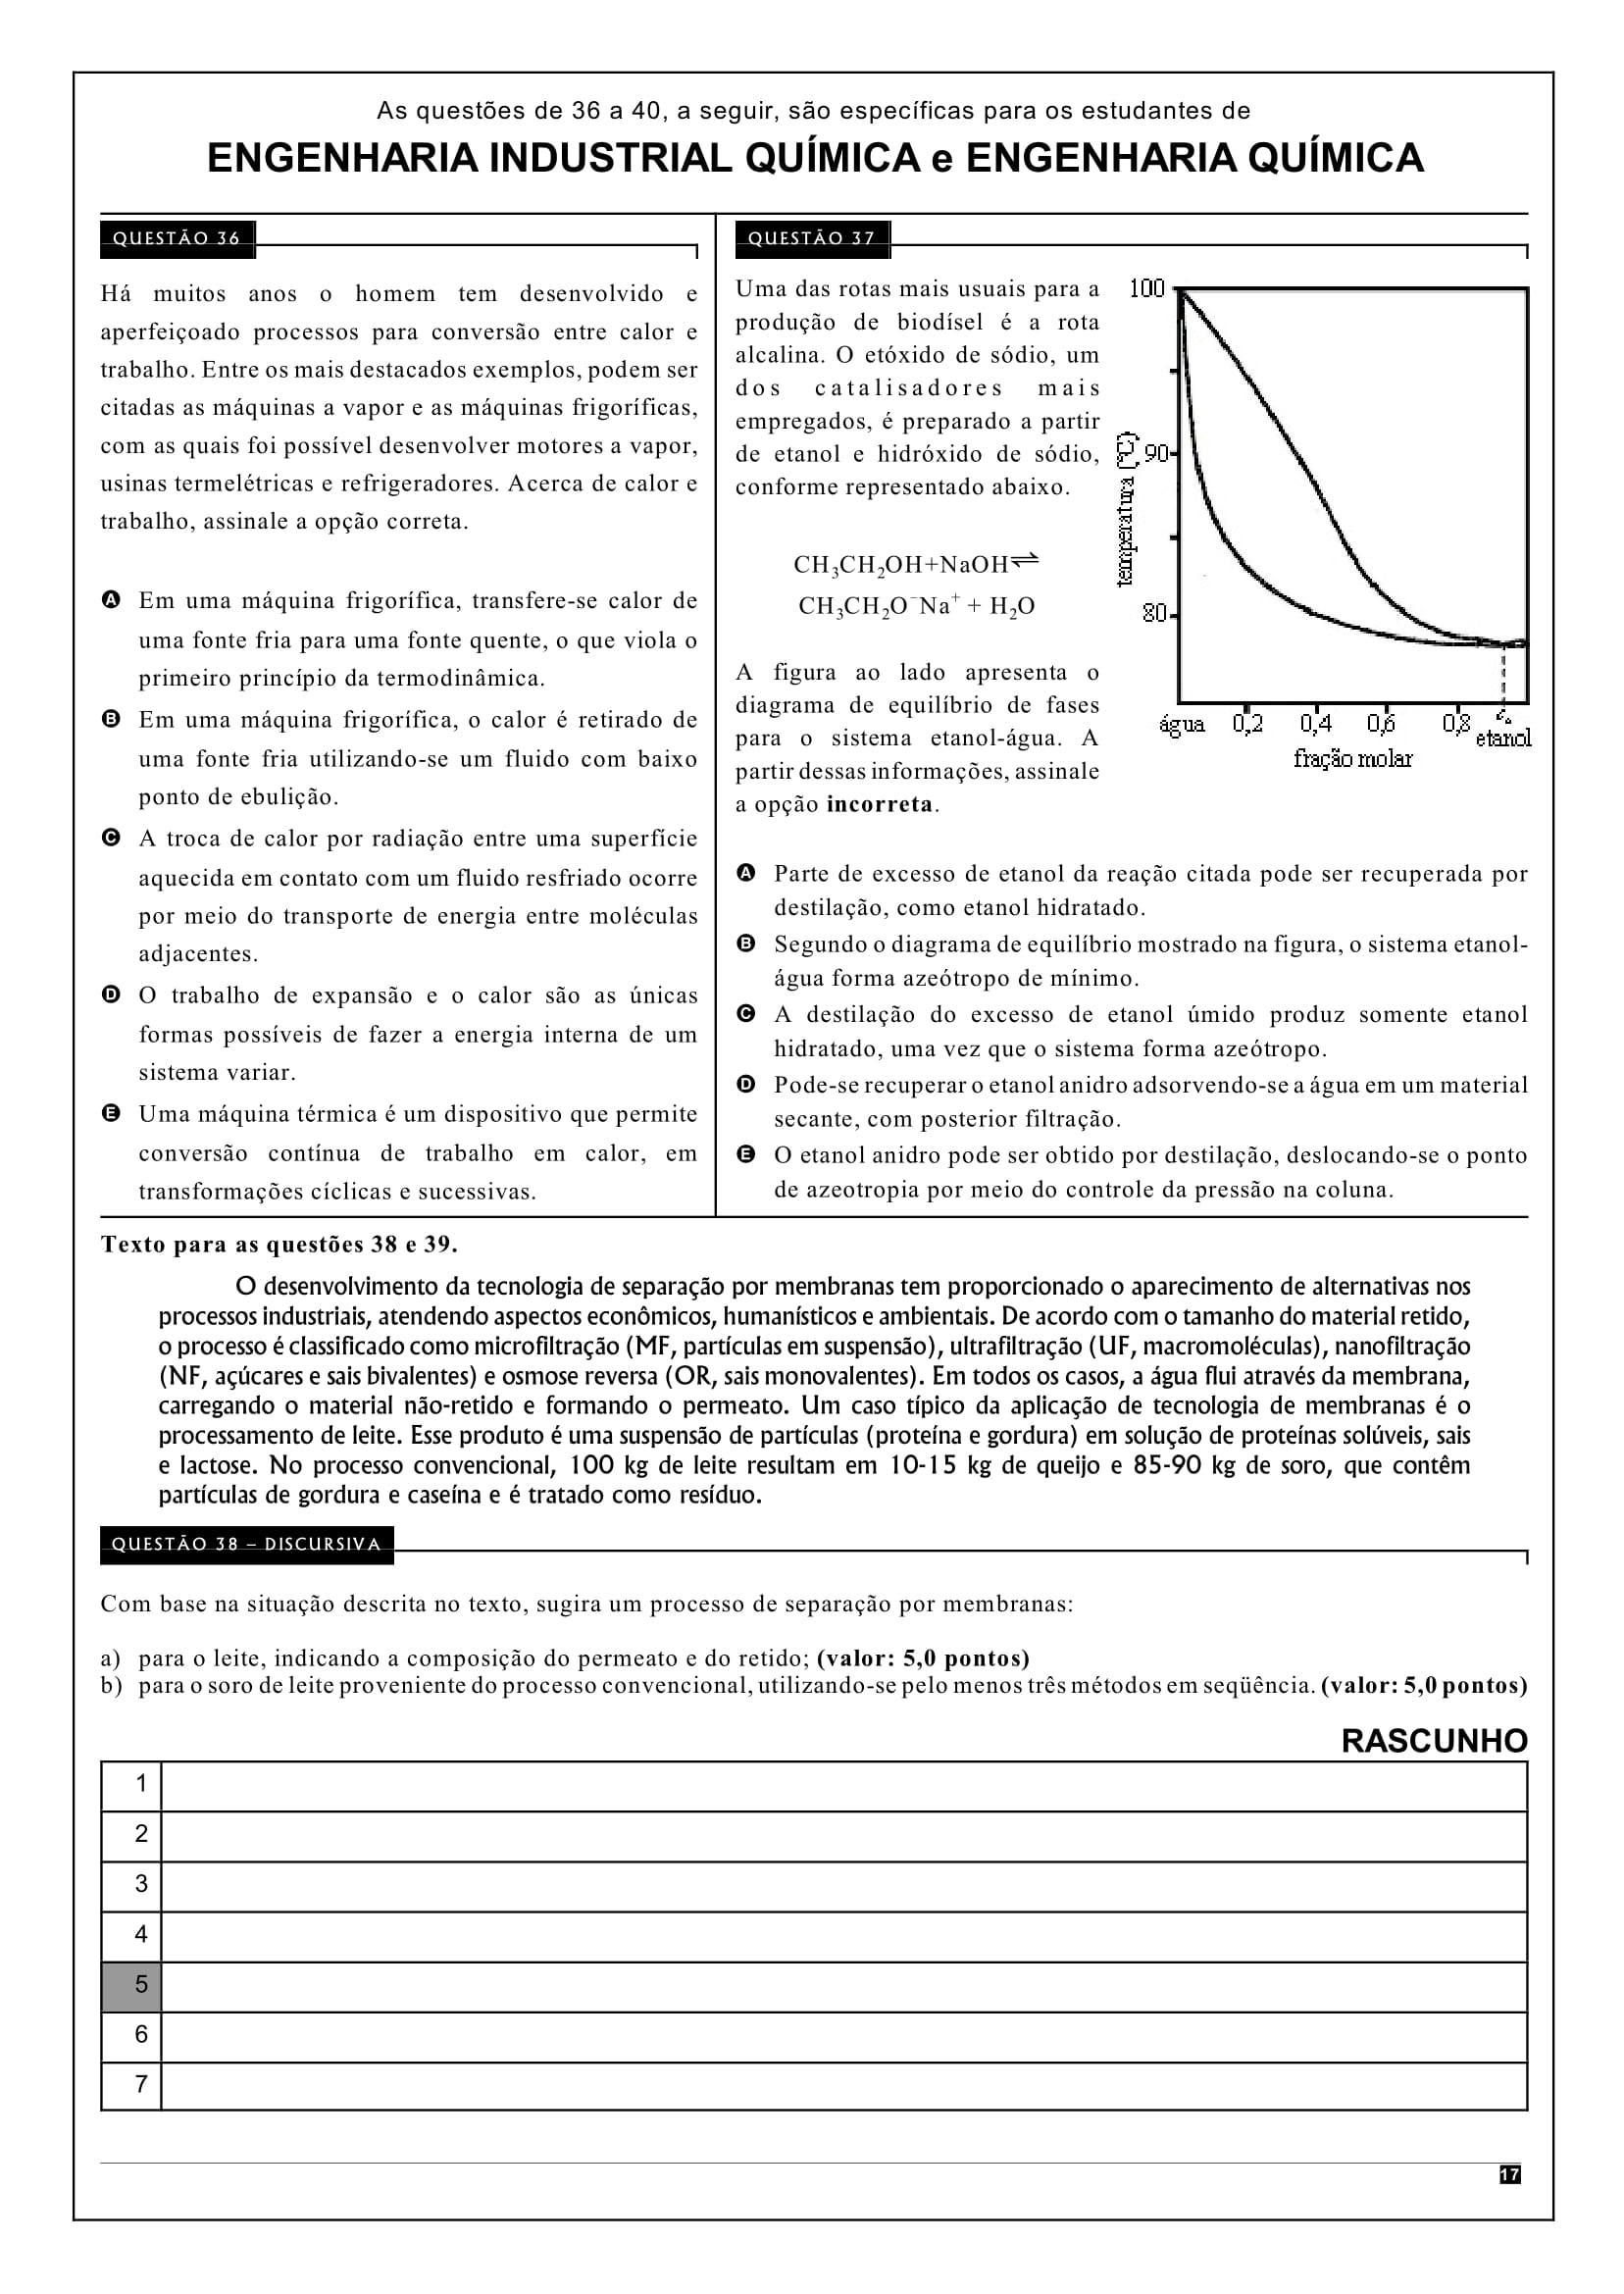 As questões de 36 a 40, a seguir, são específicas para os estudantes de
ENGENHARIA INDUSTRIAL QUÍMICA e ENGENHARIA QUÍMICA
QUESTÃO 36
Há muitos anos o homem tem desenvolvido e
aperfeiçoado processos para conversão entre calor e
trabalho. Entre os mais destacados exemplos, podem ser
citadas as máquinas a vapor e as máquinas frigoríficas,
com as quais foi possível desenvolver motores a vapor,
usinas termelétricas e refrigeradores. Acerca de calor e
trabalho, assinale a opção correta.
A Em uma máquina frigorífica, transfere-se calor de
uma fonte fria para uma fonte quente, o que viola o
primeiro princípio da termodinâmica.
B Em uma máquina frigorífica, o calor é retirado de
uma fonte fria utilizando-se um fluido com baixo
ponto de ebulição.
C A troca de calor por radiação entre uma superfície
aquecida em contato com um fluido resfriado ocorre
por meio do transporte de energia entre moléculas
adjacentes.
D O trabalho de expansão e o calor são as únicas
formas possíveis de fazer a energia interna de um
sistema variar.
E Uma máquina térmica é um dispositivo que permite
conversão contínua de trabalho em calor, em
transformações cíclicas e sucessivas.
QUESTÃO 37
Uma das rotas mais usuais para a
produção de biodísel é a rota
alcalina. O etóxido de sódio, um
dos catalisadores mais
empregados, é preparado a partir
de etanol e hidróxido de sódio,
conforme representado abaixo.
CH₃CH₂OH+NaOH⇌
CH₃CH₂O⁻Na⁺ + H₂O
A figura ao lado apresenta o
diagrama de equilíbrio de fases
para o sistema etanol-água. A
partir dessas informações, assinale
a opção incorreta.
100
90
80
temperatura (ºC)
água 0,2 0,4 0,6 0,8 etanol
fração molar
A Parte de excesso de etanol da reação citada pode ser recuperada por
destilação, como etanol hidratado.
B Segundo o diagrama de equilíbrio mostrado na figura, o sistema etanol-
água forma azeótropo de mínimo.
C A destilação do excesso de etanol úmido produz somente etanol
hidratado, uma vez que o sistema forma azeótropo.
D Pode-se recuperar o etanol anidro adsorvendo-se a água em um material
secante, com posterior filtração.
E O etanol anidro pode ser obtido por destilação, deslocando-se o ponto
de azeotropia por meio do controle da pressão na coluna.
Texto para as questões 38 e 39.
O desenvolvimento da tecnologia de separação por membranas tem proporcionado o aparecimento de alternativas nos
processos industriais, atendendo aspectos econômicos, humanísticos e ambientais. De acordo com o tamanho do material retido,
o processo é classificado como microfiltração (MF, partículas em suspensão), ultrafiltração (UF, macromoléculas), nanofiltração
(NF, açúcares e sais bivalentes) e osmose reversa (OR, sais monovalentes). Em todos os casos, a água flui através da membrana,
carregando o material não-retido e formando o permeato. Um caso típico da aplicação de tecnologia de membranas é o
processamento de leite. Esse produto é uma suspensão de partículas (proteína e gordura) em solução de proteínas solúveis, sais
e lactose. No processo convencional, 100 kg de leite resultam em 10-15 kg de queijo e 85-90 kg de soro, que contêm
partículas de gordura e caseína e é tratado como resíduo.
QUESTÃO 38 – DISCURSIVA
Com base na situação descrita no texto, sugira um processo de separação por membranas:
a) para o leite, indicando a composição do permeato e do retido; (valor: 5,0 pontos)
b) para o soro de leite proveniente do processo convencional, utilizando-se pelo menos três métodos em seqüência. (valor: 5,0 pontos)
RASCUNHO
1
2
3
4
5
6
7
17